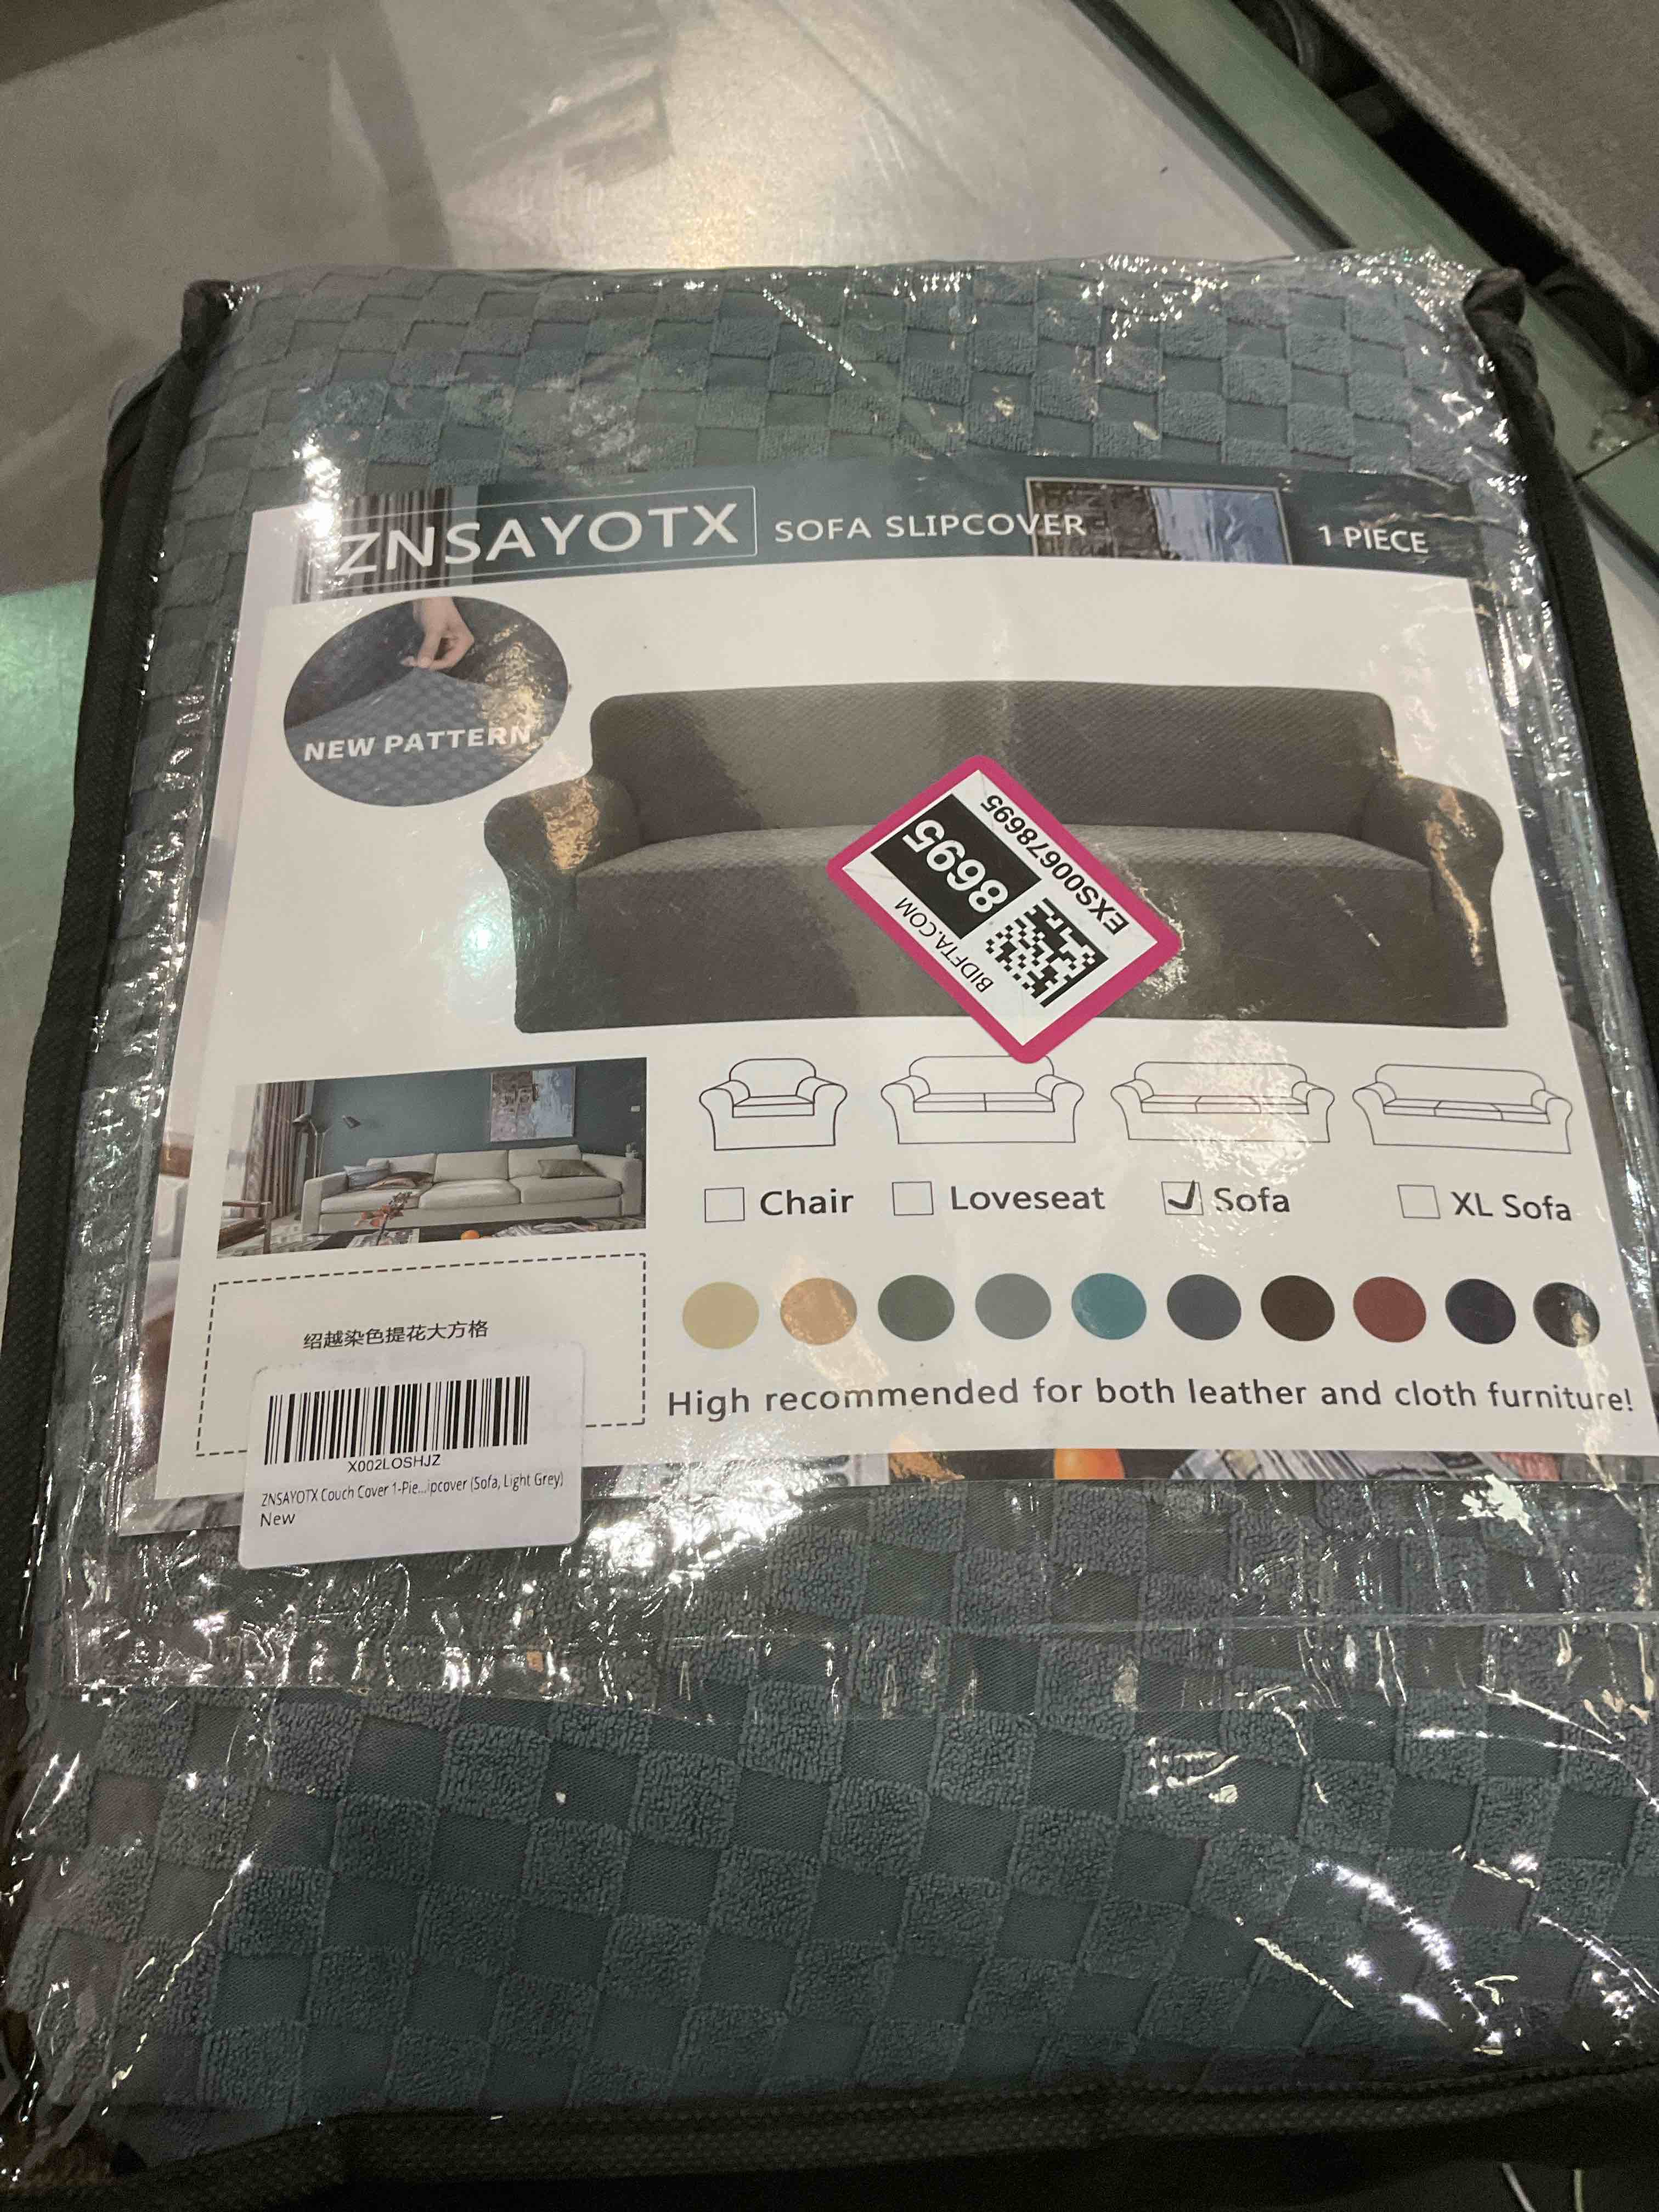 ZNSAYOTX SOFA SLIPCOVER 1 PIECE
NEW PATTERN
EXS00678695
8695
BIDFTA.COM
Chair Loveseat Sofa XL Sofa
绍越染色提花大方格
High recommended for both leather and cloth furniture!
X002LOSHJZ
ZNSAYOTX Couch Cover 1-Pie...ipcover (Sofa, Light Grey)
New